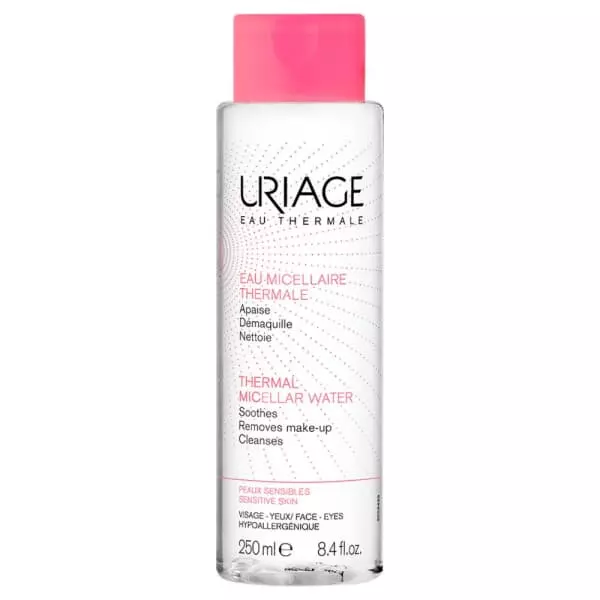 URIAGE
EAU THERMALE
EAU MICELLAIRE
THERMALE
Apaise
Démaquille
Nettoie
THERMAL
MICELLAR WATER
Soothes
Removes make-up
Cleanses
PEAUX SENSIBLES
SENSITIVE SKIN
VISAGE - YEUX/ FACE - EYES
HYPOALLERGÉNIQUE
250 ml e 8.4 fl.oz.